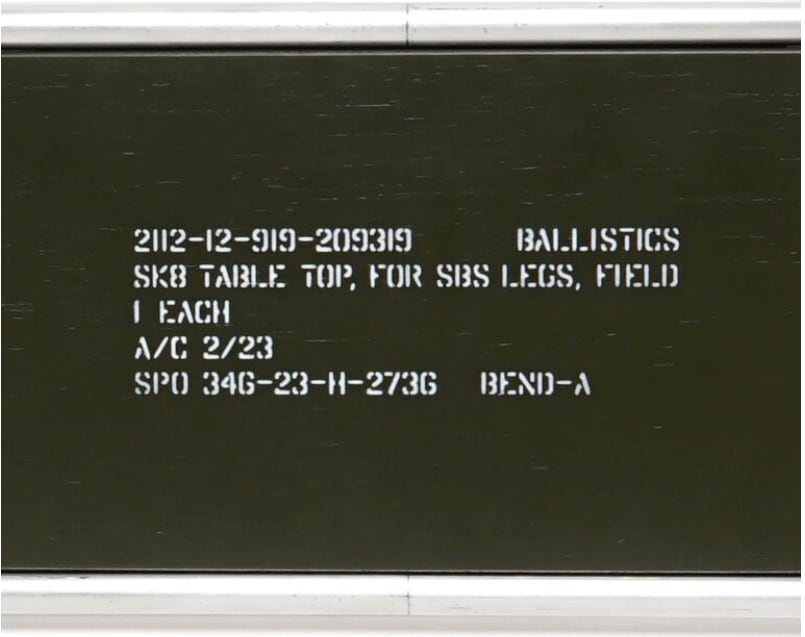 2112-12-919-209319 BALLISTICS
SK8 TABLE TOP, FOR SBS LEGS, FIELD
1 EACH
A/C 2/23
SPO 346-23-H-2736 BEND-A